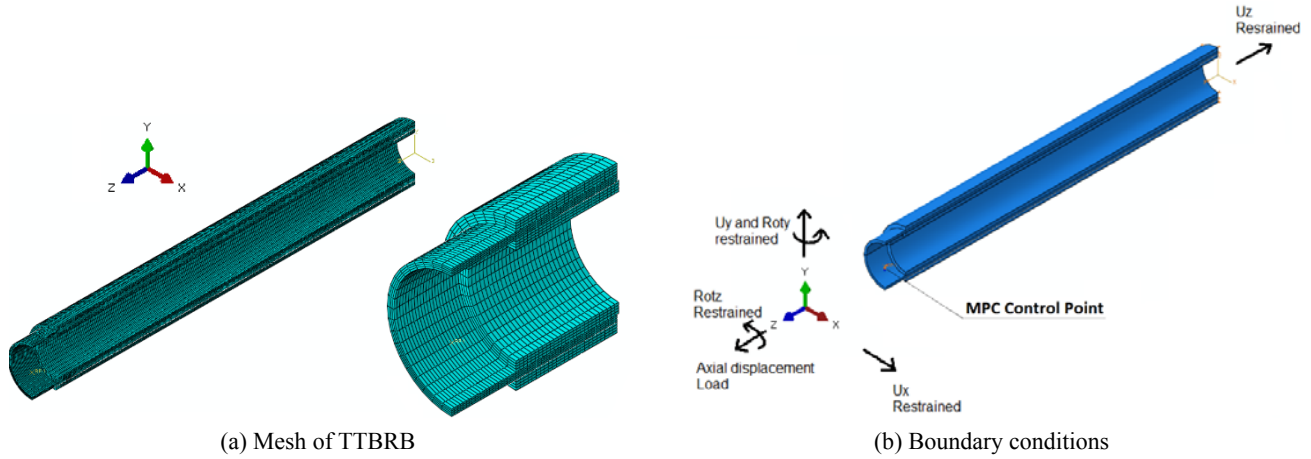 Y
Z
X
(a) Mesh of TTBRB
Uz
Resrained
Uy and Roty
restrained
Y
Rotz
Restrained
Z
X
MPC Control Point
Axial displacement
Load
Ux
Restrained
(b) Boundary conditions